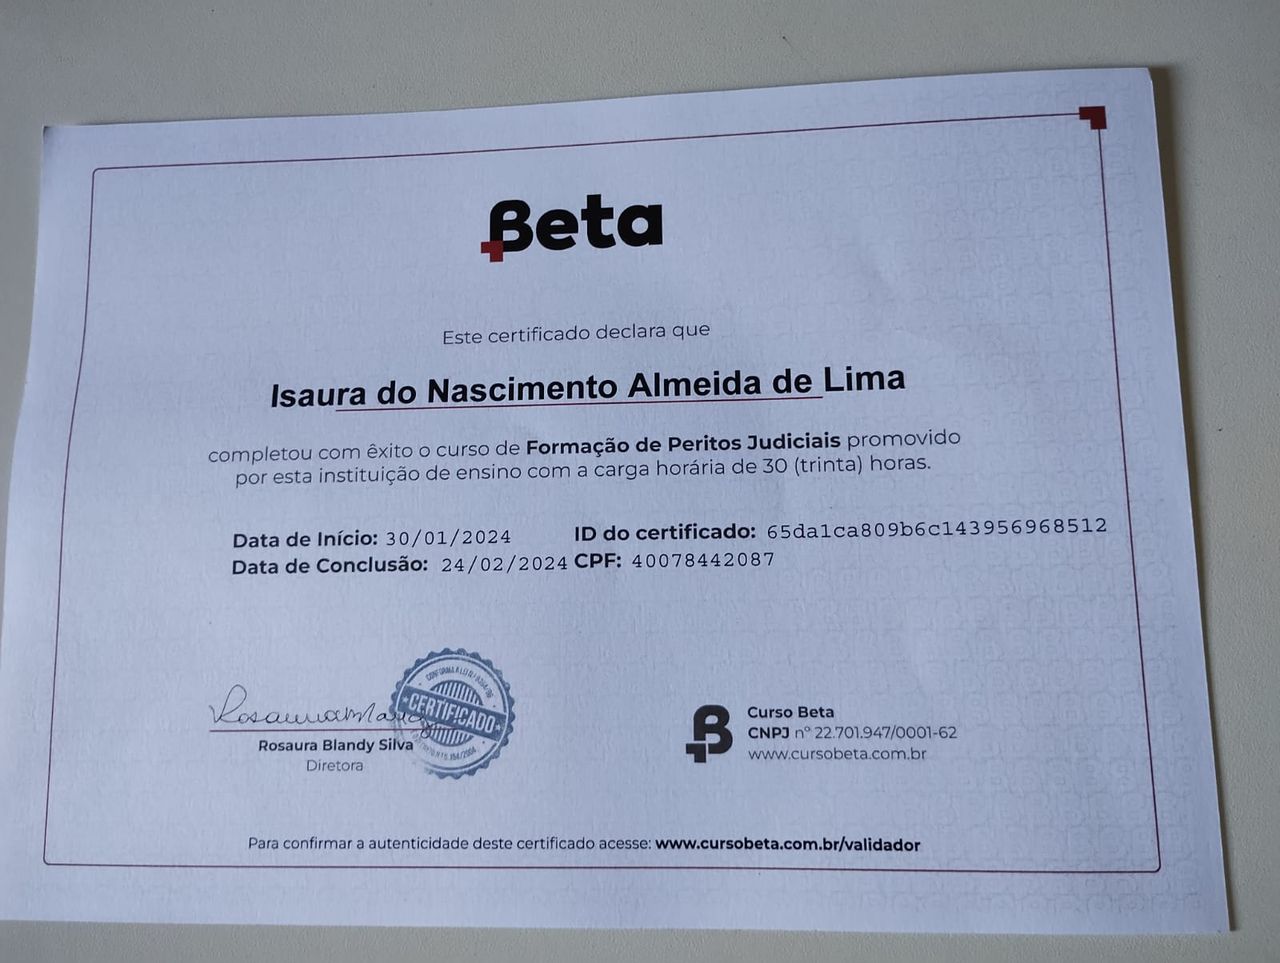 Beta
Este certificado declara que
Isaura do Nascimento Almeida de Lima
completou com êxito o curso de Formação de Peritos Judiciais promovido
por esta instituição de ensino com a carga horária de 30 (trinta) horas.
Data de Início: 30/01/2024 ID do certificado: 65da1ca809b6c143956968512
Data de Conclusão: 24/02/2024 CPF: 40078442087
CERTIFICADO
Rosaura Blandy Silva
Diretora
Curso Beta
CNPJ nº 22.701.947/0001-62
www.cursobeta.com.br
Para confirmar a autenticidade deste certificado acesse: www.cursobeta.com.br/validador